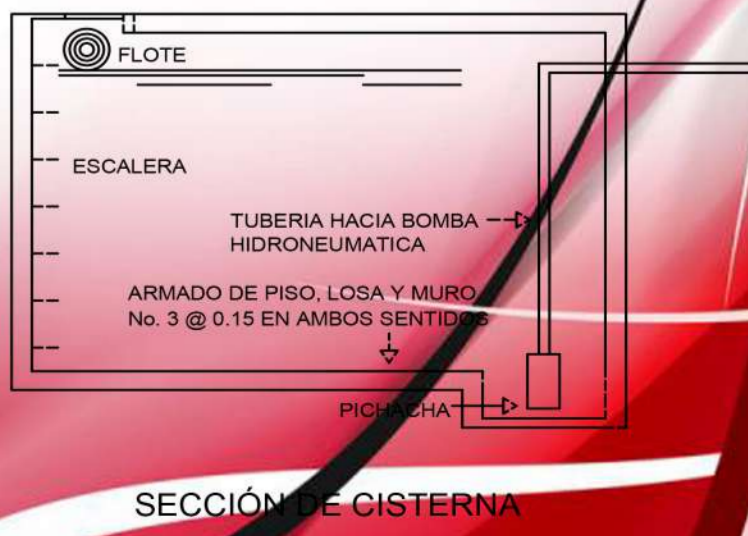 FLOTE
ESCALERA
TUBERIA HACIA BOMBA
HIDRONEUMATICA
ARMADO DE PISO, LOSA Y MURO
No. 3 @ 0.15 EN AMBOS SENTIDOS
PICHACHA
SECCIÓN DE CISTERNA